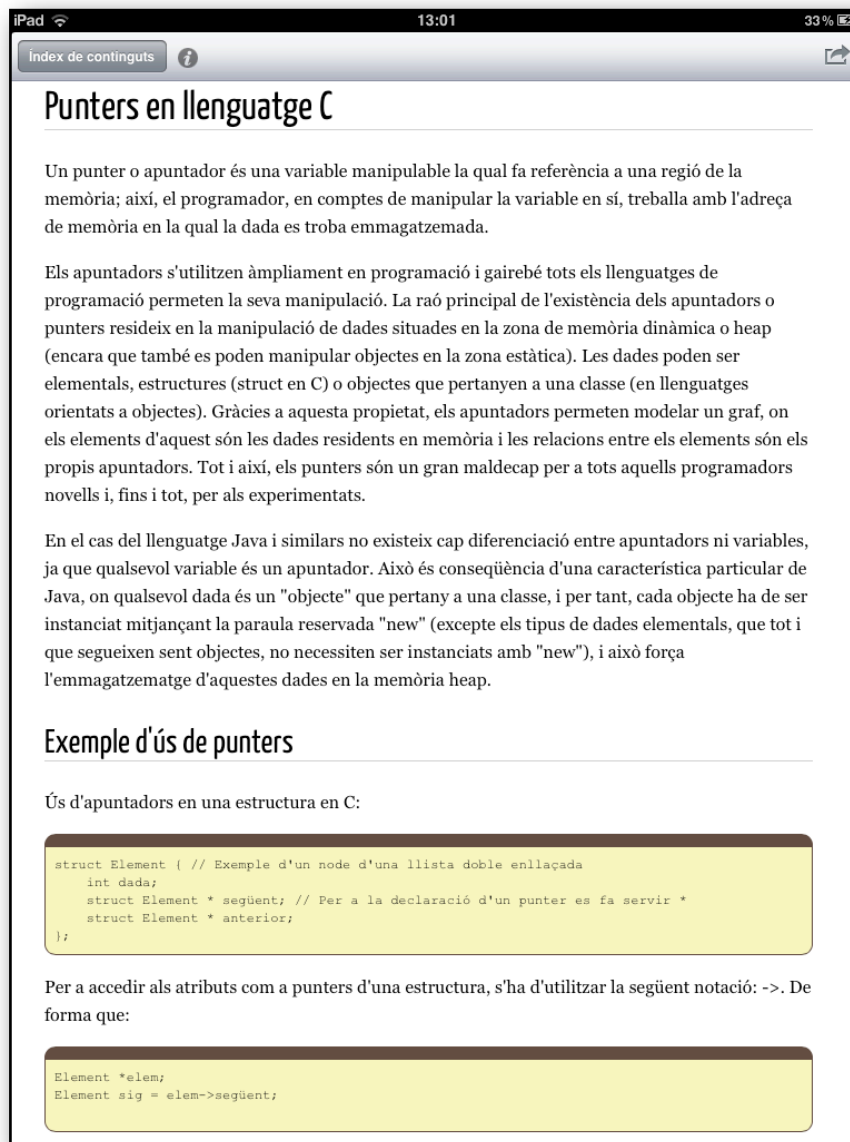 iPad 13:01 33 %
Índex de continguts
Punters en llenguatge C
Un punter o apuntador és una variable manipulable la qual fa referència a una regió de la
memòria; així, el programador, en comptes de manipular la variable en sí, treballa amb l'adreça
de memòria en la qual la dada es troba emmagatzemada.
Els apuntadors s'utilitzen àmpliament en programació i gairebé tots els llenguatges de
programació permeten la seva manipulació. La raó principal de l'existència dels apuntadors o
punters resideix en la manipulació de dades situades en la zona de memòria dinàmica o heap
(encara que també es poden manipular objectes en la zona estàtica). Les dades poden ser
elementals, estructures (struct en C) o objectes que pertanyen a una classe (en llenguatges
orientats a objectes). Gràcies a aquesta propietat, els apuntadors permeten modelar un graf, on
els elements d'aquest són les dades residents en memòria i les relacions entre els elements són els
propis apuntadors. Tot i així, els punters són un gran maldecap per a tots aquells programadors
novells i, fins i tot, per als experimentats.
En el cas del llenguatge Java i similars no existeix cap diferenciació entre apuntadors ni variables,
ja que qualsevol variable és un apuntador. Això és conseqüència d'una característica particular de
Java, on qualsevol dada és un "objecte" que pertany a una classe, i per tant, cada objecte ha de ser
instanciat mitjançant la paraula reservada "new" (excepte els tipus de dades elementals, que tot i
que segueixen sent objectes, no necessiten ser instanciats amb "new"), i això força
l'emmagatzematge d'aquestes dades en la memòria heap.
Exemple d'ús de punters
Ús d'apuntadors en una estructura en C:
struct Element { // Exemple d'un node d'una llista doble enllaçada
    int dada;
    struct Element * següent; // Per a la declaració d'un punter es fa servir *
    struct Element * anterior;
};
Per a accedir als atributs com a punters d'una estructura, s'ha d'utilitzar la següent notació: ->. De
forma que:
Element *elem;
Element sig = elem->següent;